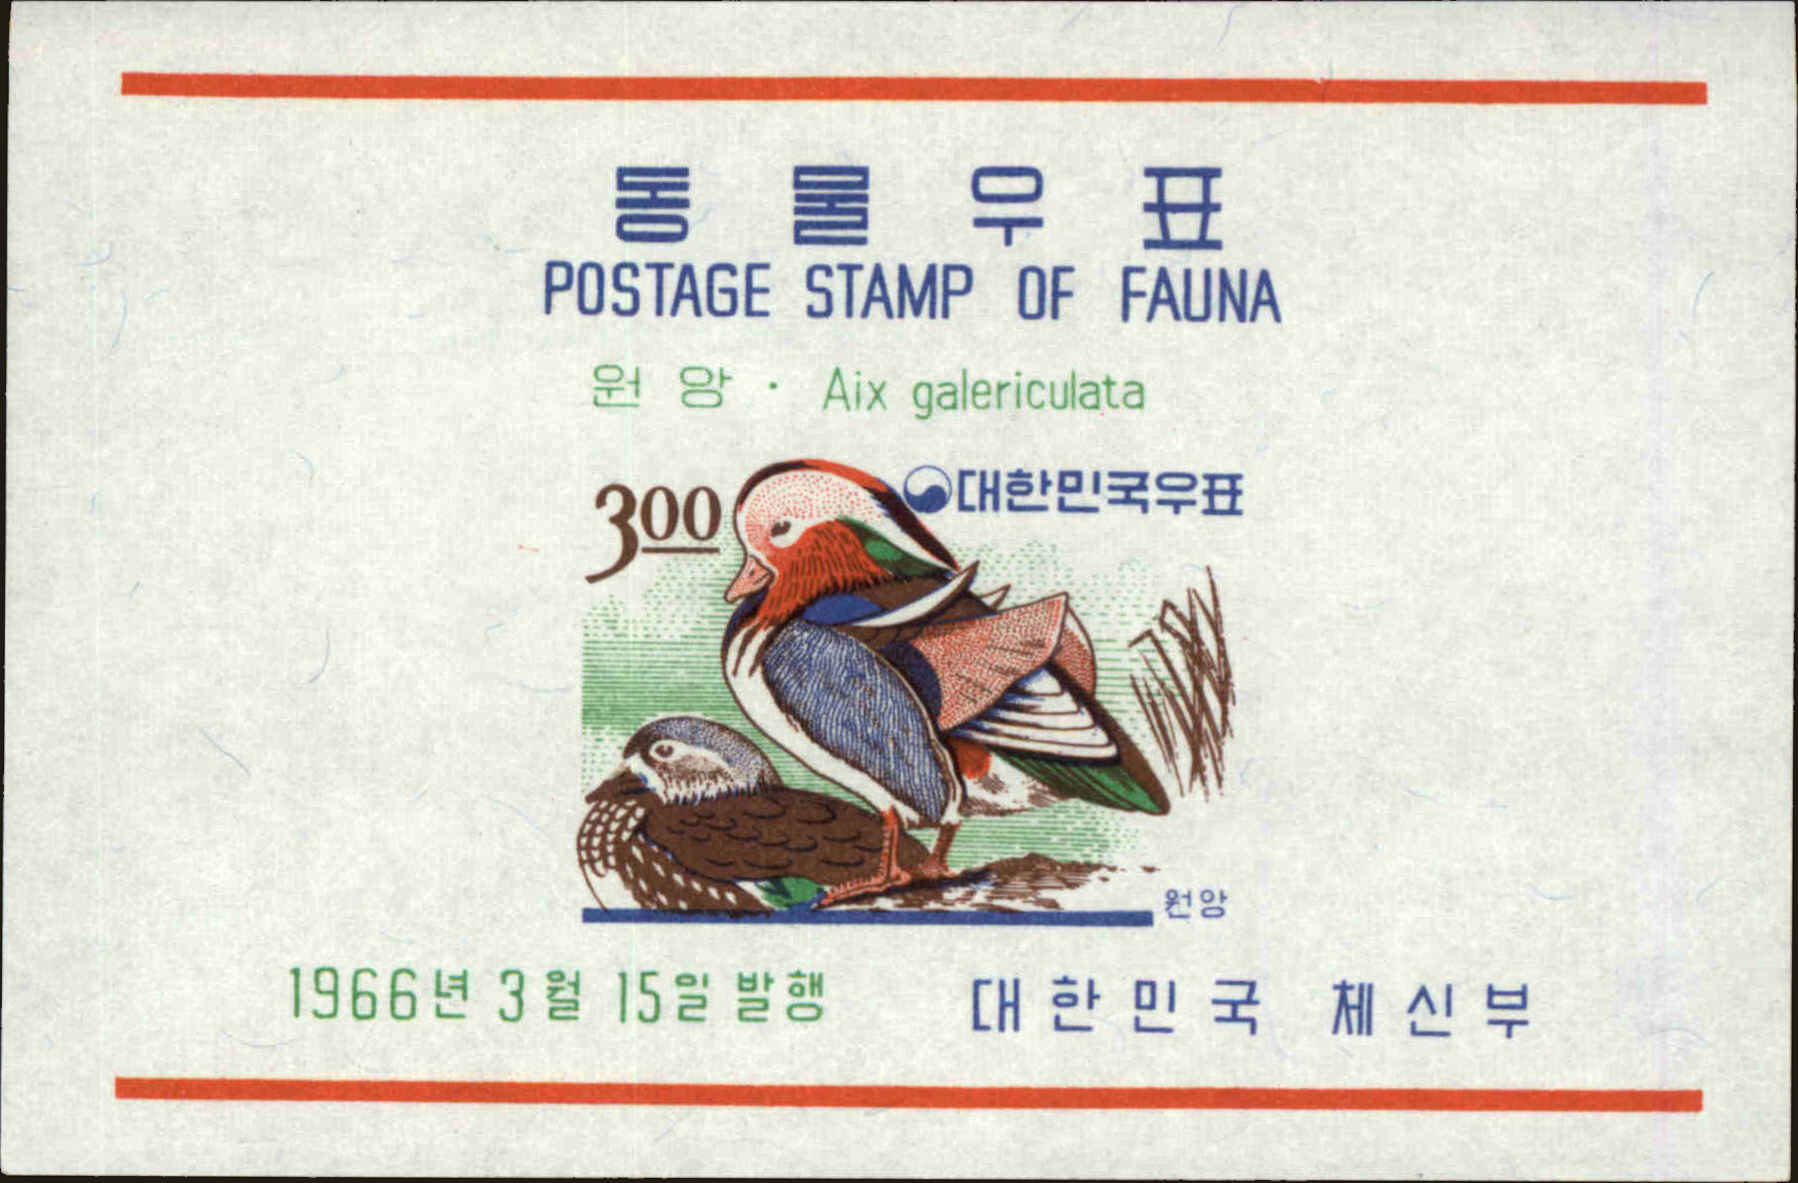 동물우표
POSTAGE STAMP OF FAUNA
원앙 · Aix galericulata
300 대한민국우표
원앙
1966년 3월 15일 발행 대한민국 체신부